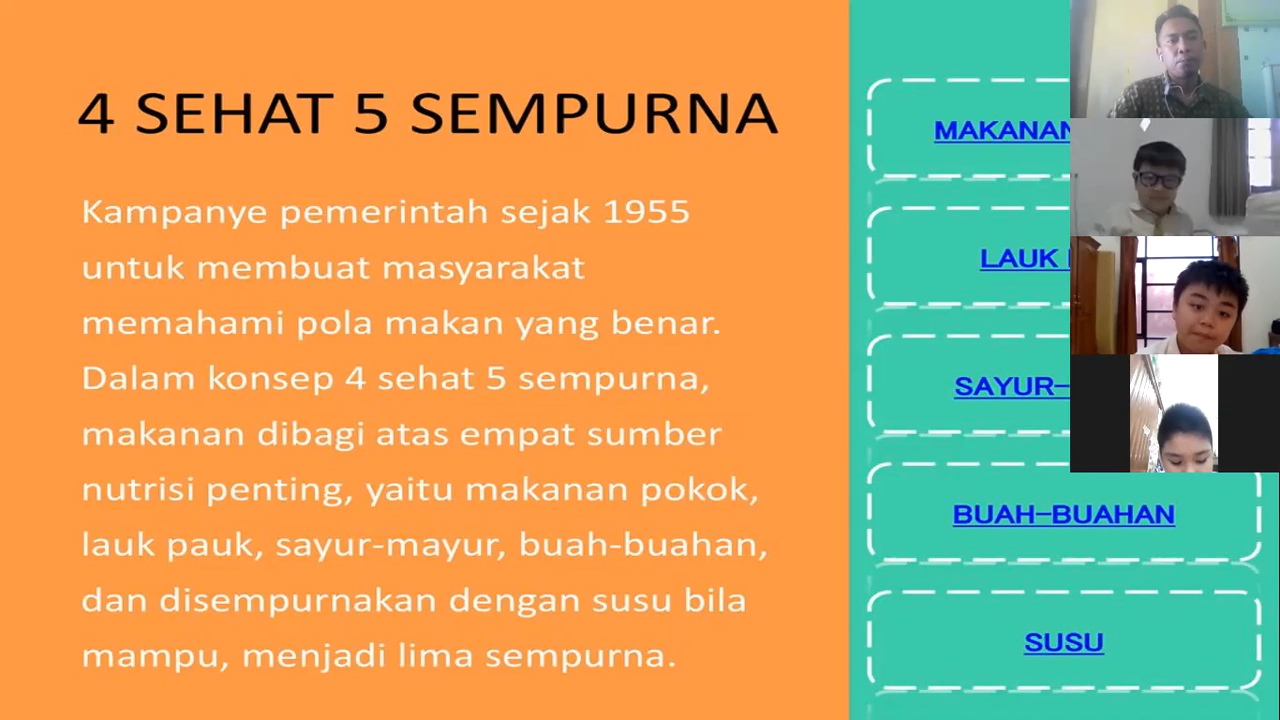 4 SEHAT 5 SEMPURNA
Kampanye pemerintah sejak 1955
untuk membuat masyarakat
memahami pola makan yang benar.
Dalam konsep 4 sehat 5 sempurna,
makanan dibagi atas empat sumber
nutrisi penting, yaitu makanan pokok,
lauk pauk, sayur-mayur, buah-buahan,
dan disempurnakan dengan susu bila
mampu, menjadi lima sempurna.
MAKANAN
LAUK
SAYUR-
BUAH-BUAHAN
SUSU